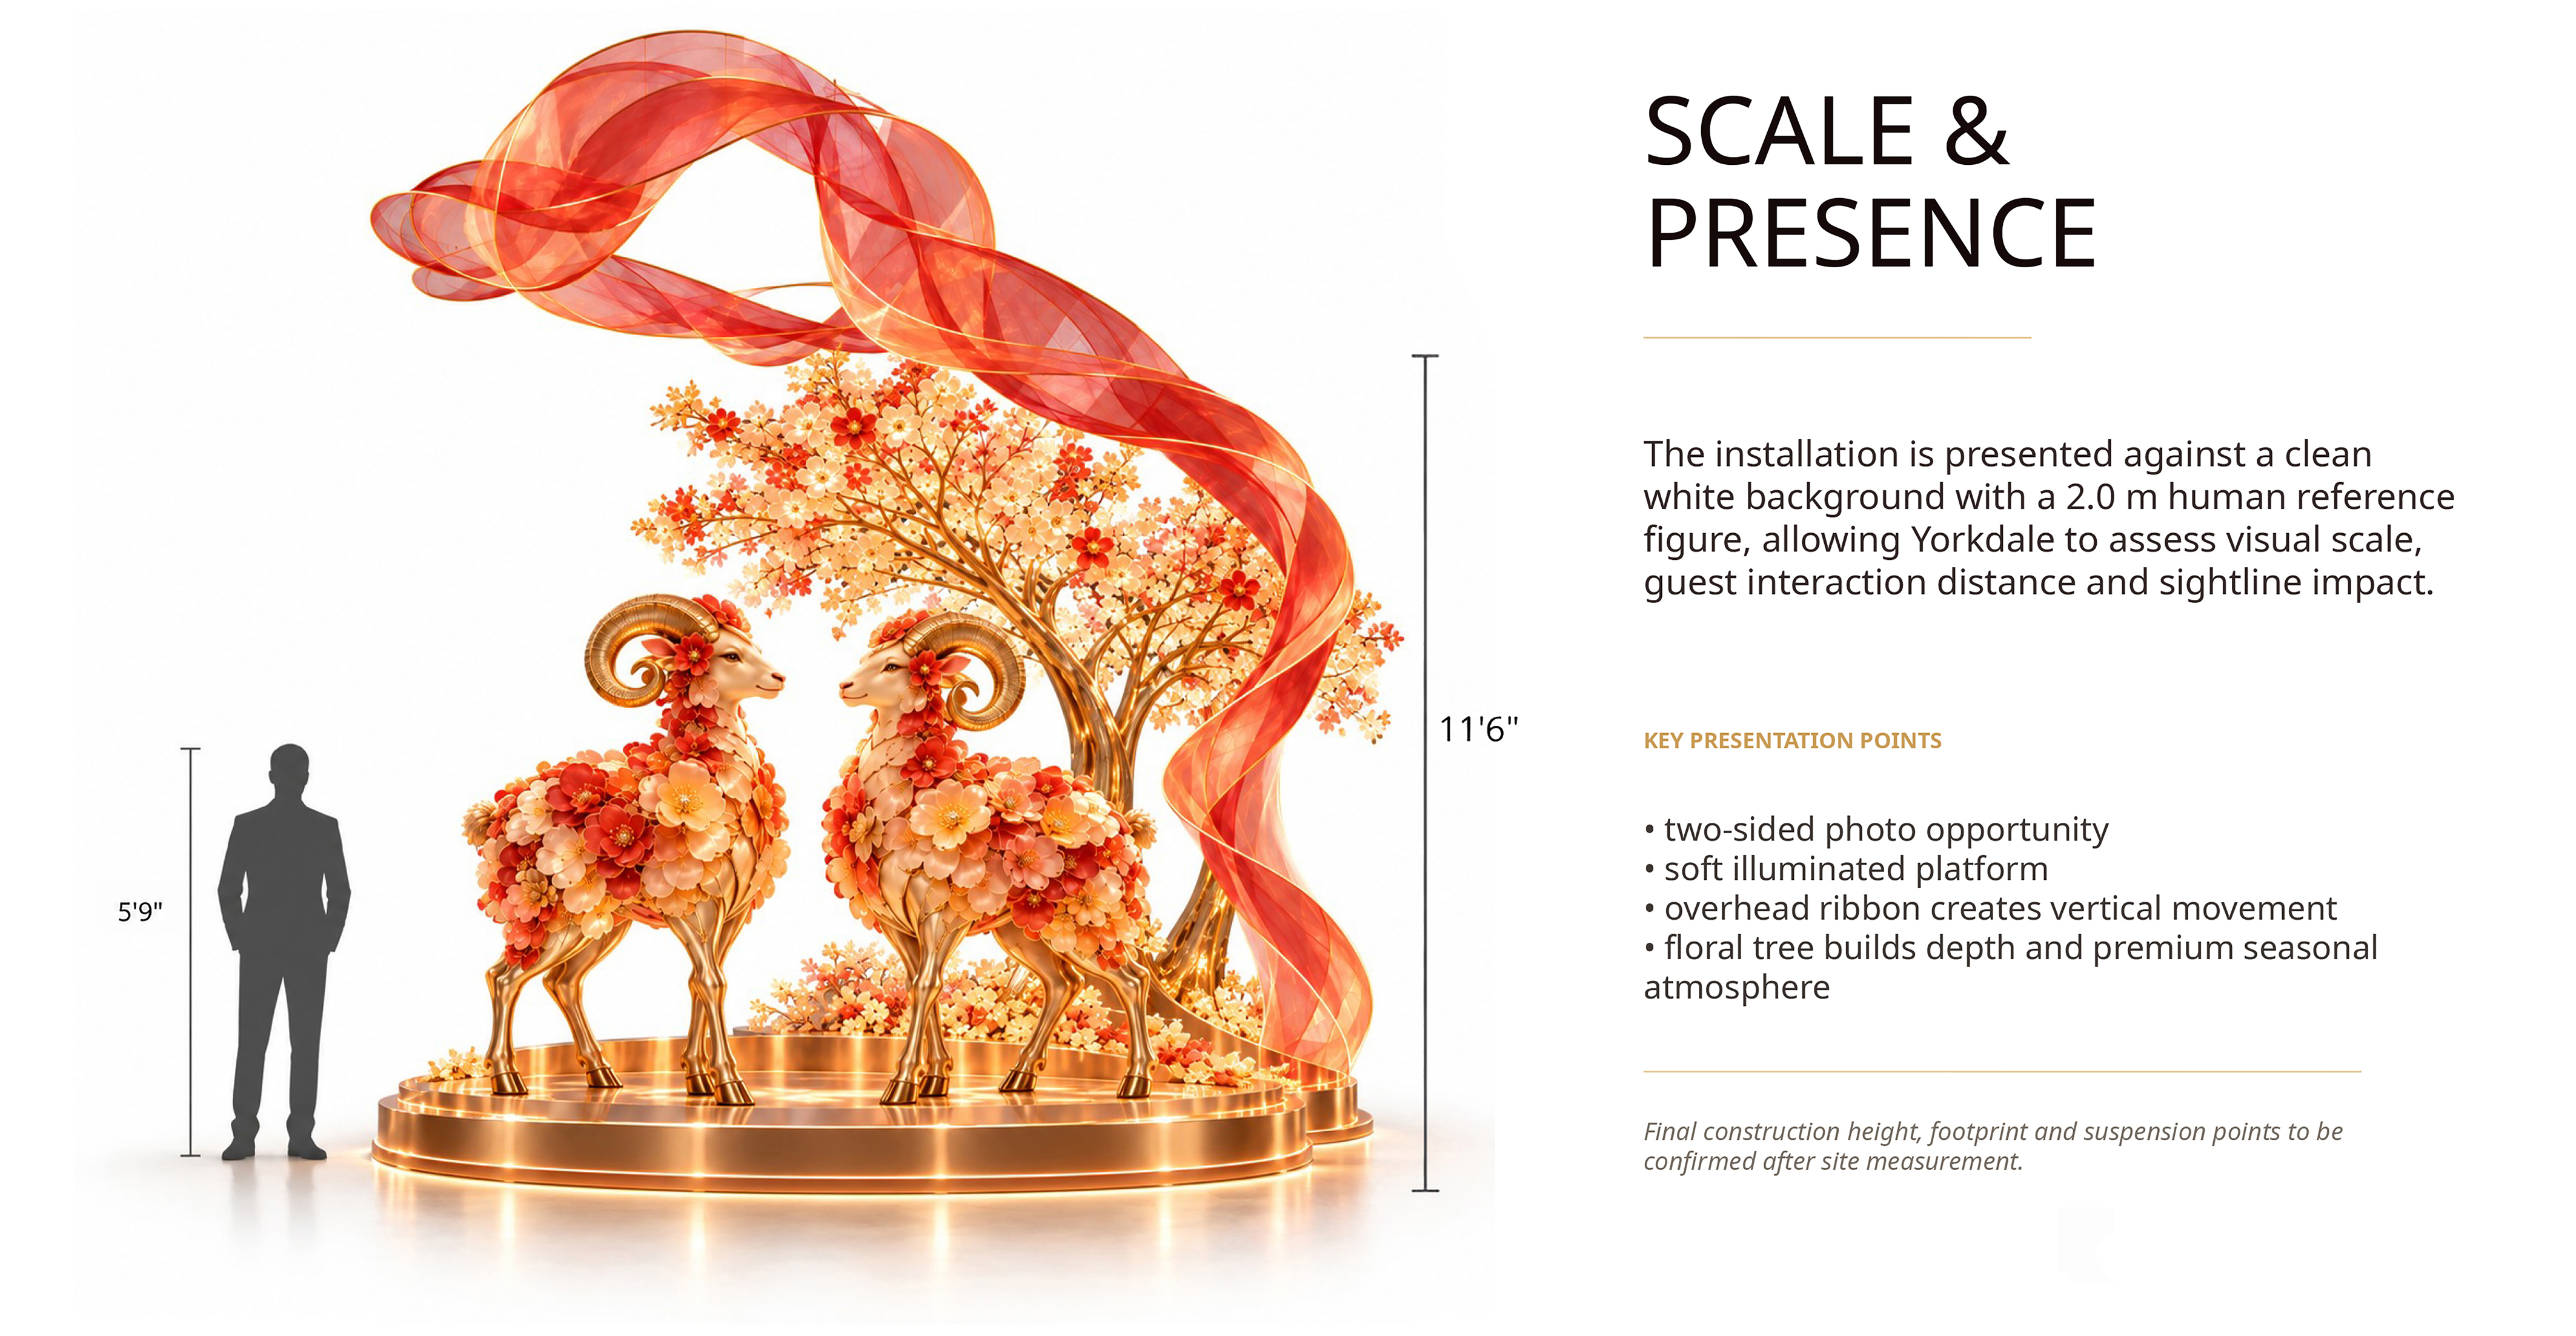 SCALE &
PRESENCE
The installation is presented against a clean
white background with a 2.0 m human reference
figure, allowing Yorkdale to assess visual scale,
guest interaction distance and sightline impact.
11'6"
KEY PRESENTATION POINTS
• two-sided photo opportunity
• soft illuminated platform
• overhead ribbon creates vertical movement
• floral tree builds depth and premium seasonal
atmosphere
5'9"
Final construction height, footprint and suspension points to be
confirmed after site measurement.